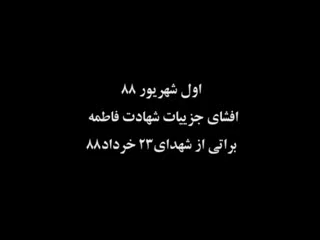 اول شهریور ۸۸
افشای جزییات شهادت فاطمه
براتی از شهدای۲۳ خرداد۸۸